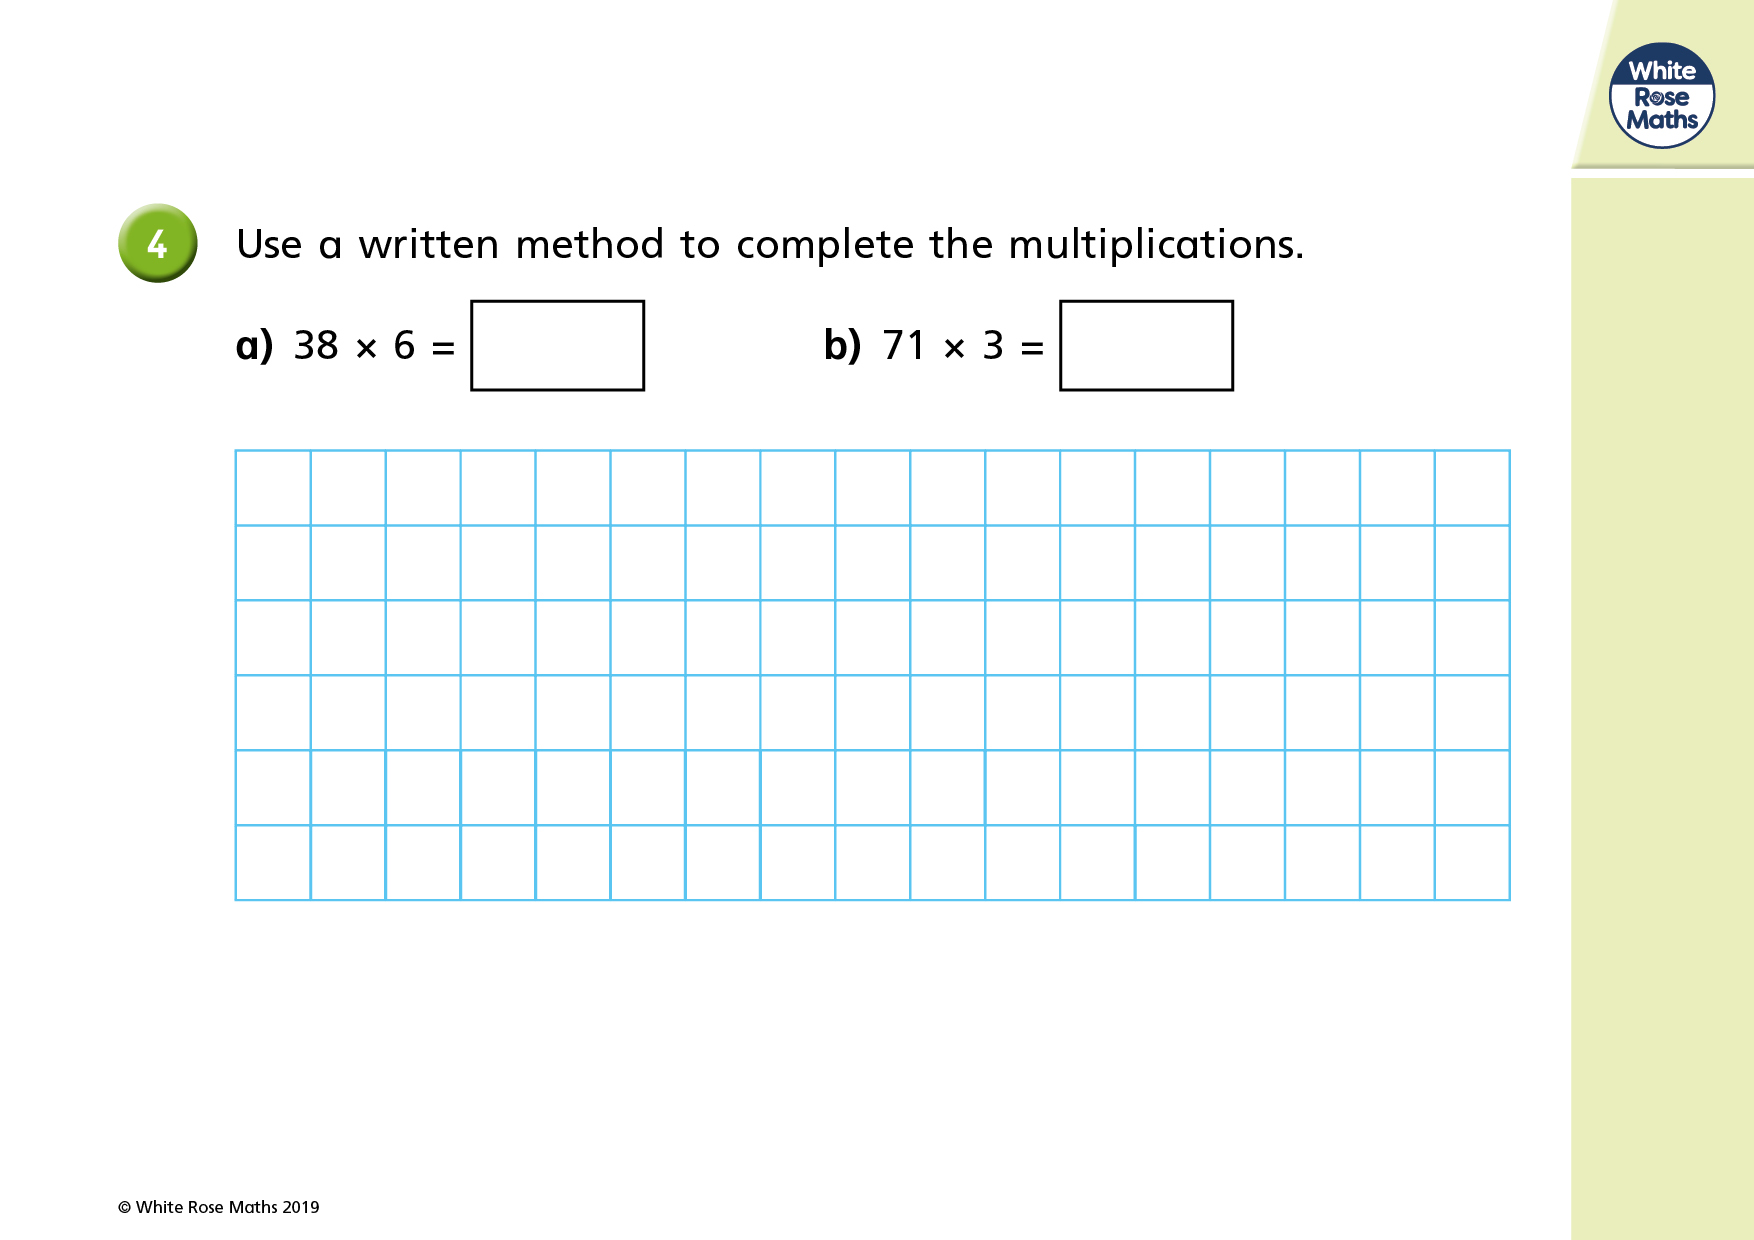 White
Rose
Maths
4 Use a written method to complete the multiplications.
a) 38 × 6 =
b) 71 × 3 =
© White Rose Maths 2019